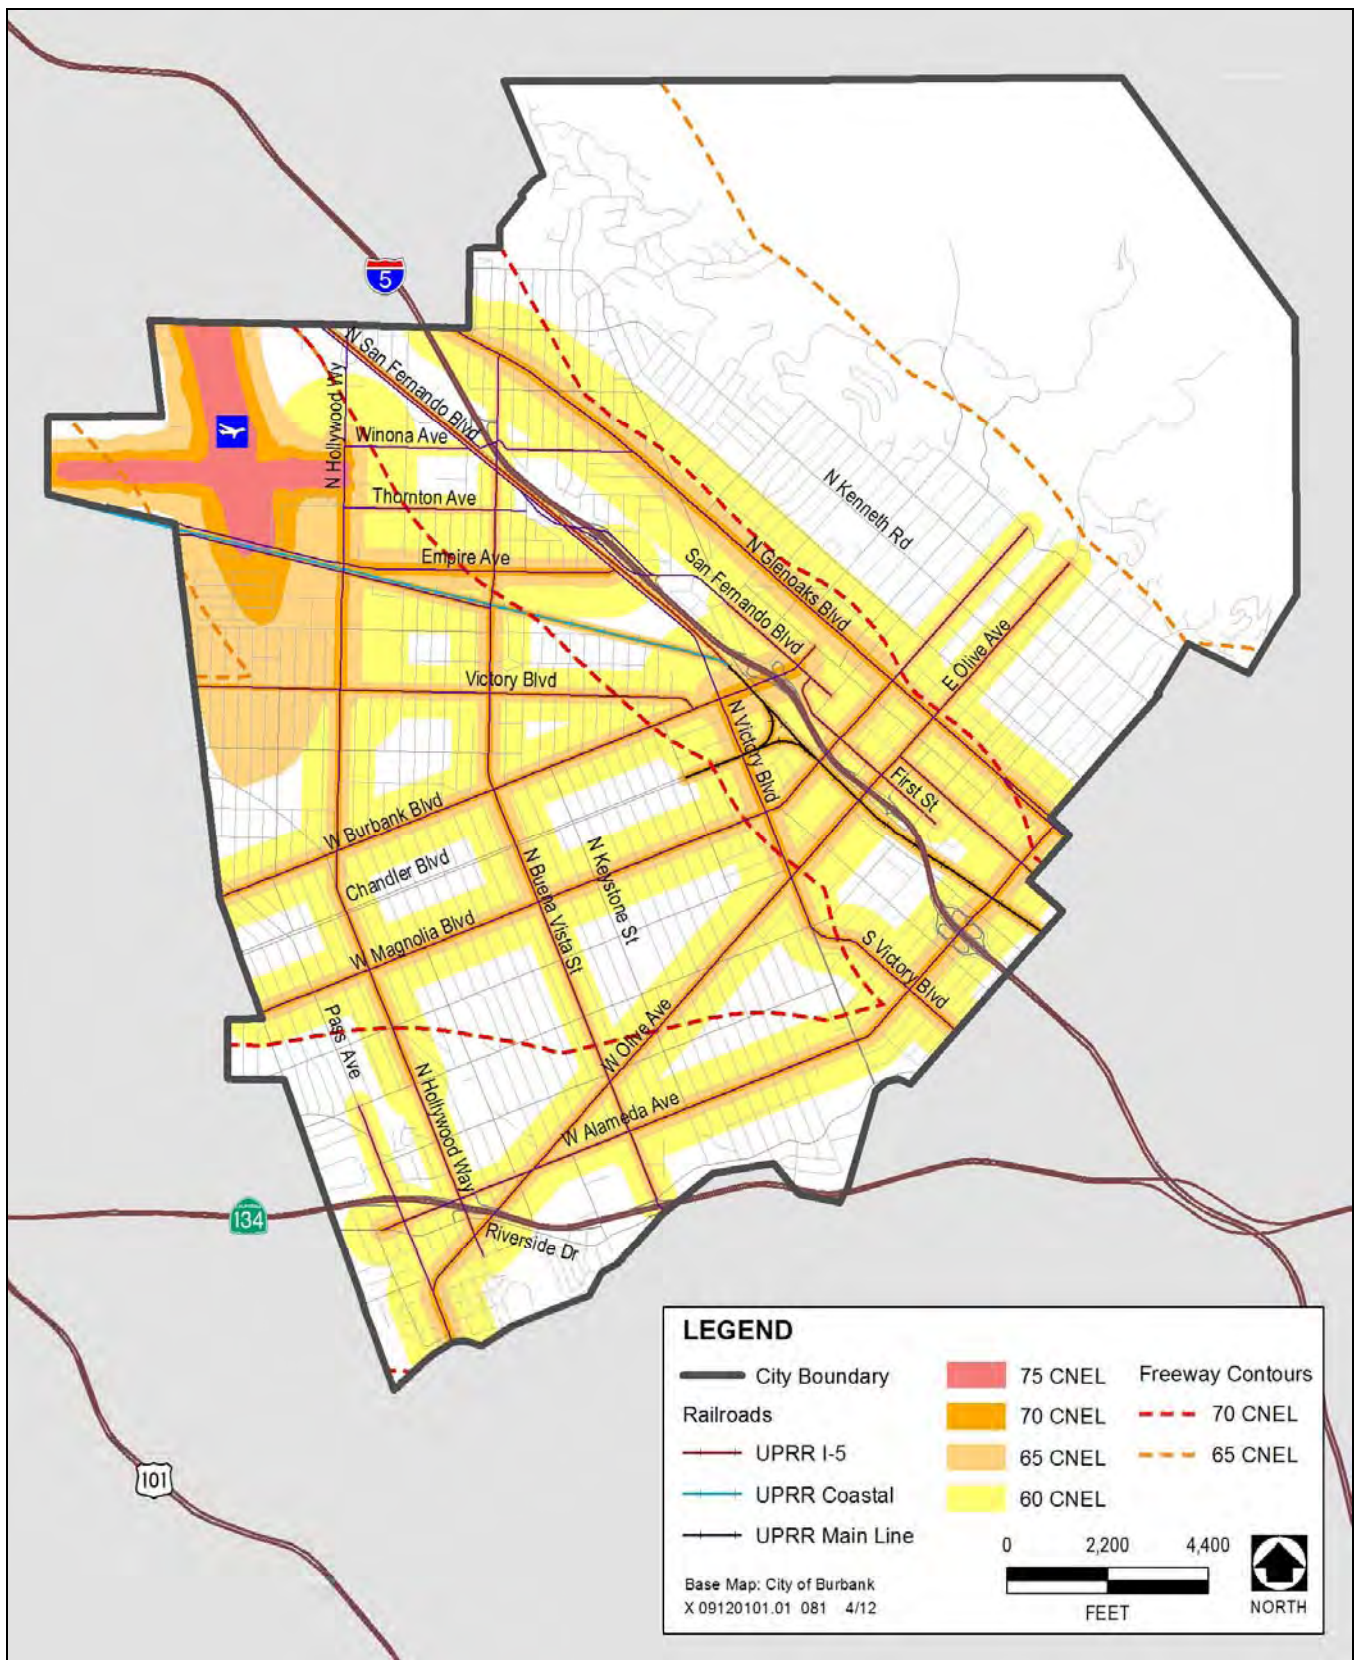 5
N San Fernando Blvd
N Hollywood Wy
Winona Ave
Thornton Ave
Empire Ave
N Kenneth Rd
N Glenoaks Blvd
San Fernando Blvd
E Olive Ave
Victory Blvd
N Victory Blvd
First St
W Burbank Blvd
Chandler Blvd
N Keystone St
N Buena Vista St
W Magnolia Blvd
S Victory Blvd
Pass Ave
W Olive Ave
N Hollywood Way
W Alameda Ave
134
Riverside Dr
101
LEGEND
City Boundary
Railroads
UPRR I-5
UPRR Coastal
UPRR Main Line
75 CNEL
70 CNEL
65 CNEL
60 CNEL
Freeway Contours
70 CNEL
65 CNEL
0 2,200 4,400
FEET
NORTH
Base Map: City of Burbank
X 09120101.01 081 4/12